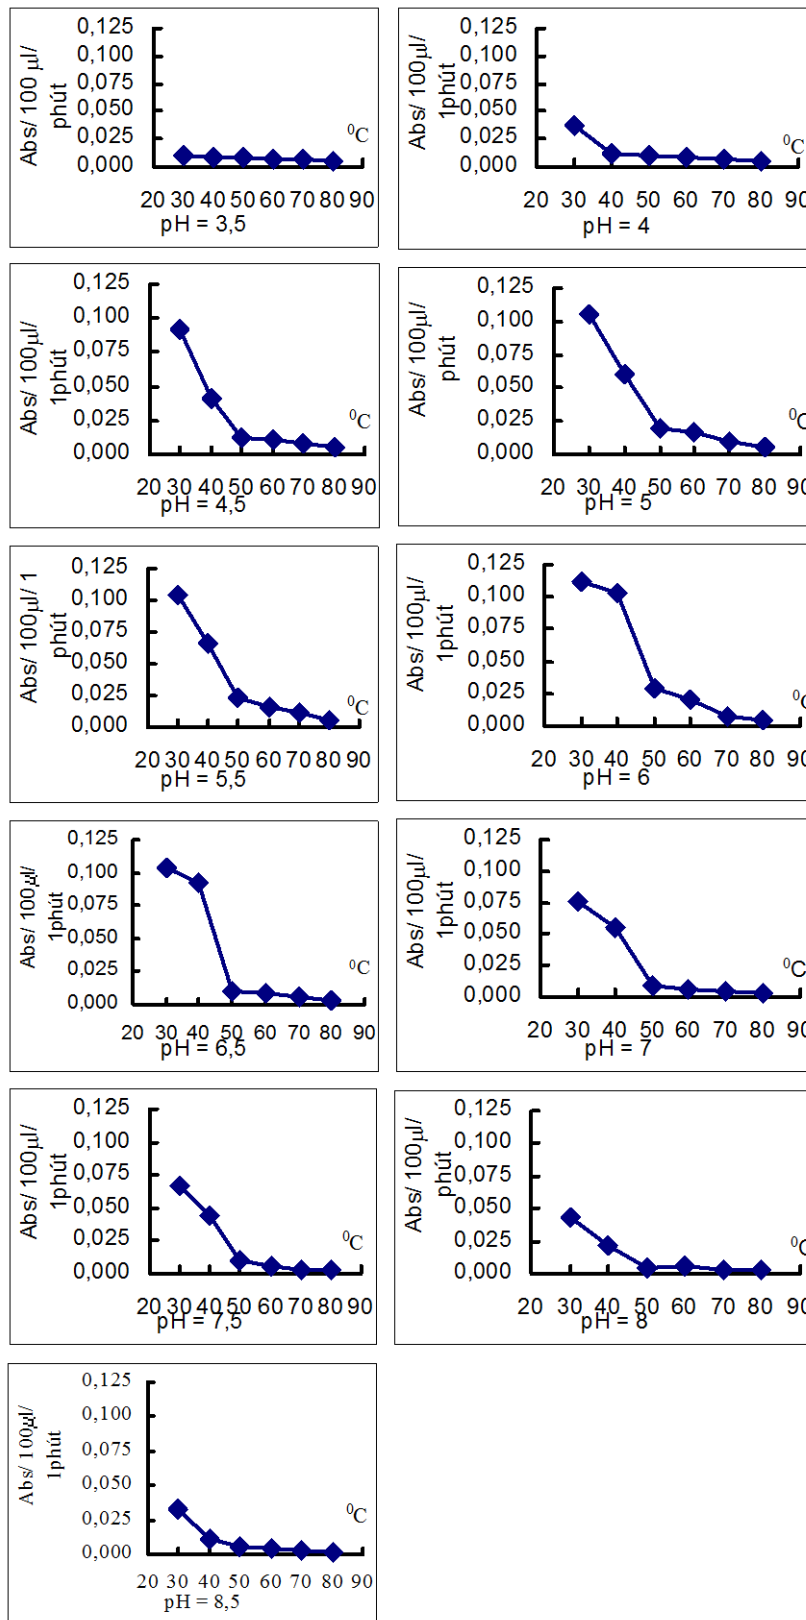 0,125
0,100
0,075
0,050
0,025
0,000
Abs/ 100 µl/
phút
⁰C
20 30 40 50 60 70 80 90
pH = 3,5
0,125
0,100
0,075
0,050
0,025
0,000
Abs/ 100µl/
1phút
⁰C
20 30 40 50 60 70 80 90
pH = 4
0,125
0,100
0,075
0,050
0,025
0,000
Abs/ 100µl/
1phút
⁰C
20 30 40 50 60 70 80 90
pH = 4,5
0,125
0,100
0,075
0,050
0,025
0,000
Abs/ 100µl/
phút
⁰C
20 30 40 50 60 70 80 90
pH = 5
0,125
0,100
0,075
0,050
0,025
0,000
Abs/ 100µl/ 1
phút
⁰C
20 30 40 50 60 70 80 90
pH = 5,5
0,125
0,100
0,075
0,050
0,025
0,000
Abs/ 100µl/
1phút
⁰C
20 30 40 50 60 70 80 90
pH = 6
0,125
0,100
0,075
0,050
0,025
0,000
Abs/ 100µl/
1phút
⁰C
20 30 40 50 60 70 80 90
pH = 6,5
0,125
0,100
0,075
0,050
0,025
0,000
Abs/ 100µl/
1phút
⁰C
20 30 40 50 60 70 80 90
pH = 7
0,125
0,100
0,075
0,050
0,025
0,000
Abs/ 100µl/
1phút
⁰C
20 30 40 50 60 70 80 90
pH = 7,5
0,125
0,100
0,075
0,050
0,025
0,000
Abs/ 100µl/
phút
⁰C
20 30 40 50 60 70 80 90
pH = 8
0,125
0,100
0,075
0,050
0,025
0,000
Abs/ 100µl/
1phút
⁰C
20 30 40 50 60 70 80 90
pH = 8,5